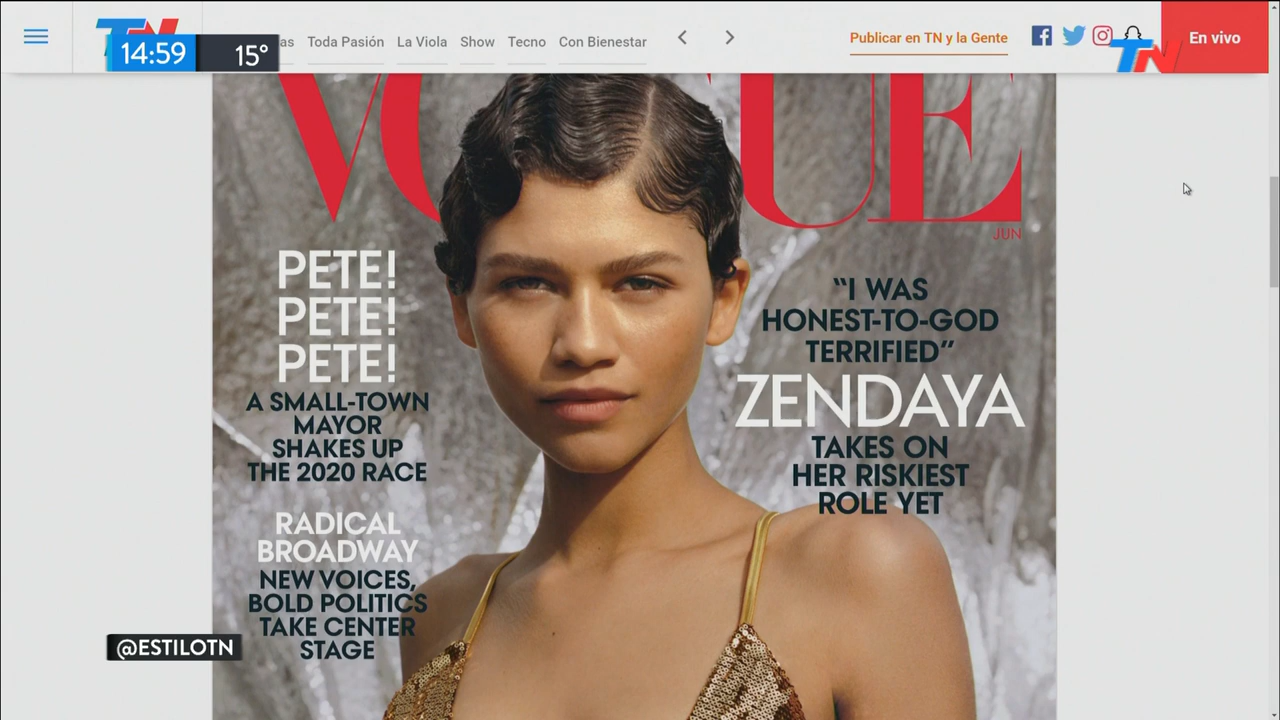 TN
14:59
15°
as
Toda Pasión
La Viola
Show
Tecno
Con Bienestar
Publicar en TN y la Gente
TN
En vivo
VOGUE
JUN
PETE!
PETE!
PETE!
A SMALL-TOWN
MAYOR
SHAKES UP
THE 2020 RACE
RADICAL
BROADWAY
NEW VOICES,
BOLD POLITICS
TAKE CENTER
STAGE
“I WAS
HONEST-TO-GOD
TERRIFIED”
ZENDAYA
TAKES ON
HER RISKIEST
ROLE YET
@ESTILOTN